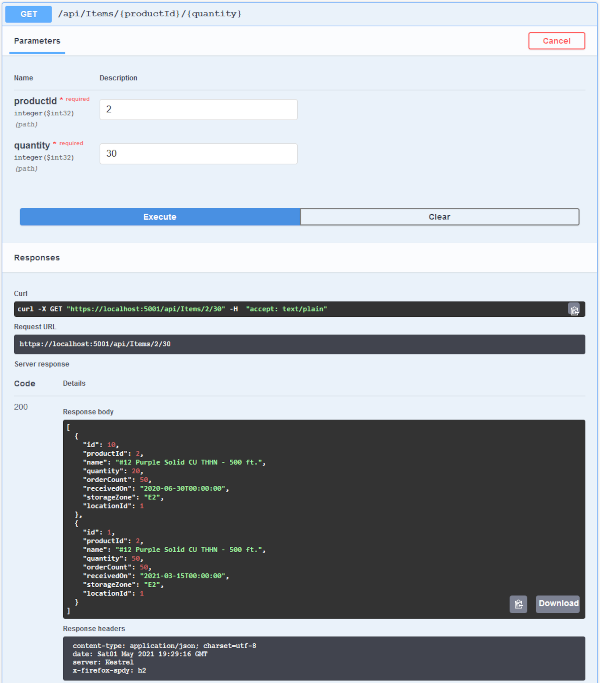 GET /api/Items/{productId}/{quantity}
Parameters
Cancel
Name Description
productId * required
integer($int32)
(path)
2
quantity * required
integer($int32)
(path)
30
Execute
Clear
Responses
Curl
curl -X GET "https://localhost:5001/api/Items/2/30" -H "accept: text/plain"
Request URL
https://localhost:5001/api/Items/2/30
Server response
Code Details
200
Response body
[
{
"id": 10,
"productId": 2,
"name": "#12 Purple Solid CU THHN - 500 ft.",
"quantity": 20,
"orderCount": 50,
"receivedOn": "2020-06-30T00:00:00",
"storageZone": "E2",
"locationId": 1
},
{
"id": 1,
"productId": 2,
"name": "#12 Purple Solid CU THHN - 500 ft.",
"quantity": 50,
"orderCount": 50,
"receivedOn": "2021-03-15T00:00:00",
"storageZone": "E2",
"locationId": 1
}
]
Download
Response headers
content-type: application/json; charset=utf-8
date: Sat01 May 2021 19:29:16 GMT
server: Kestrel
x-firefox-spdy: h2